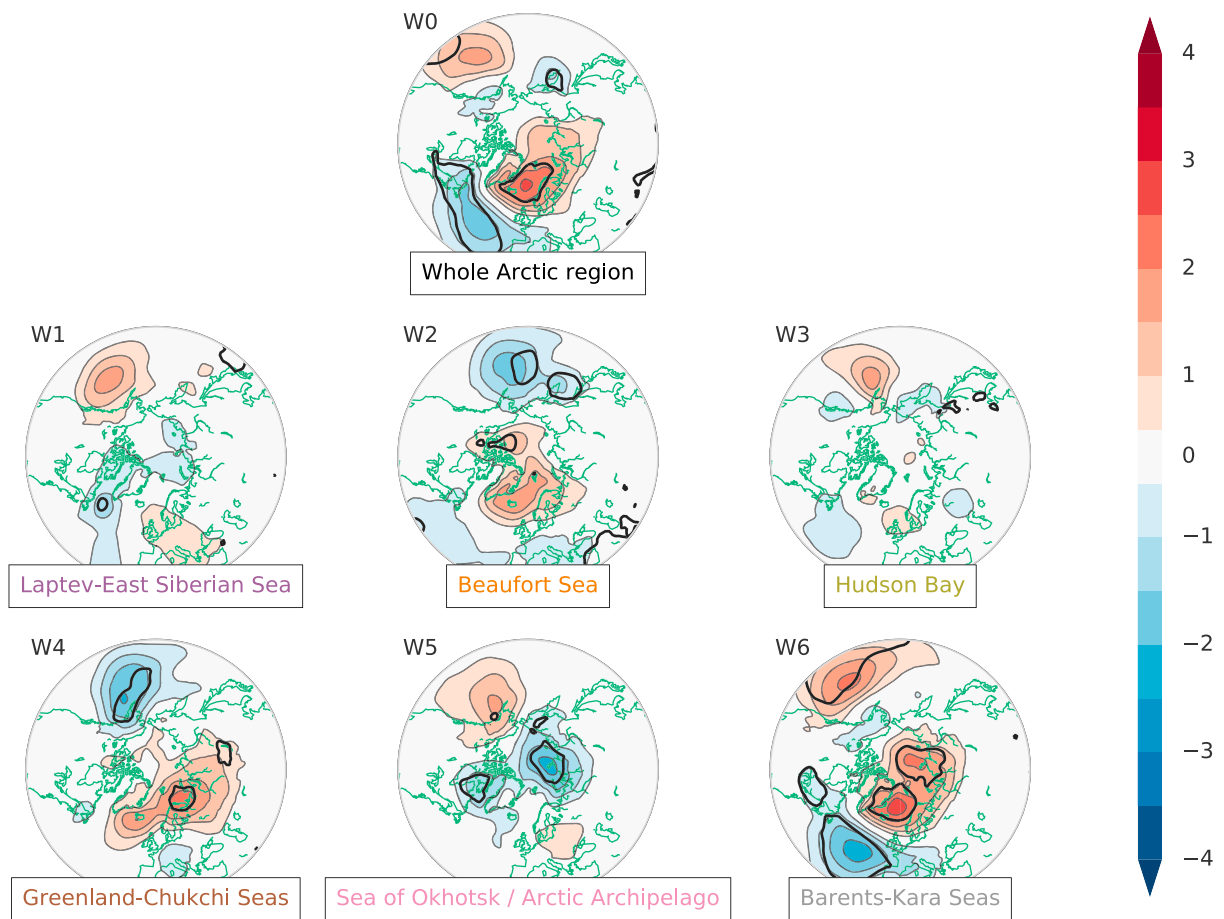 W0
Whole Arctic region
W1
W2
W3
Laptev-East Siberian Sea
Beaufort Sea
Hudson Bay
W4
W5
W6
Greenland-Chukchi Seas
Sea of Okhotsk / Arctic Archipelago
Barents-Kara Seas
4
3
2
1
0
−1
−2
−3
−4